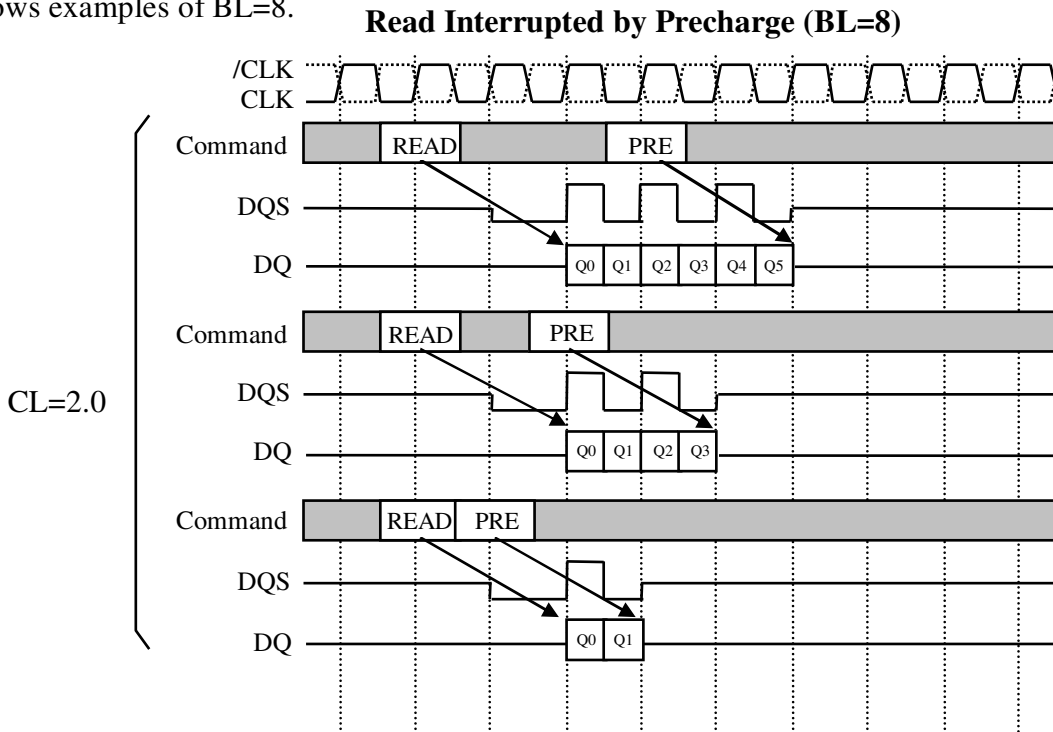 ows examples of BL=8.
Read Interrupted by Precharge (BL=8)
/CLK
CLK
Command READ PRE
DQS
DQ Q0 Q1 Q2 Q3 Q4 Q5
Command READ PRE
CL=2.0
DQS
DQ Q0 Q1 Q2 Q3
Command READ PRE
DQS
DQ Q0 Q1